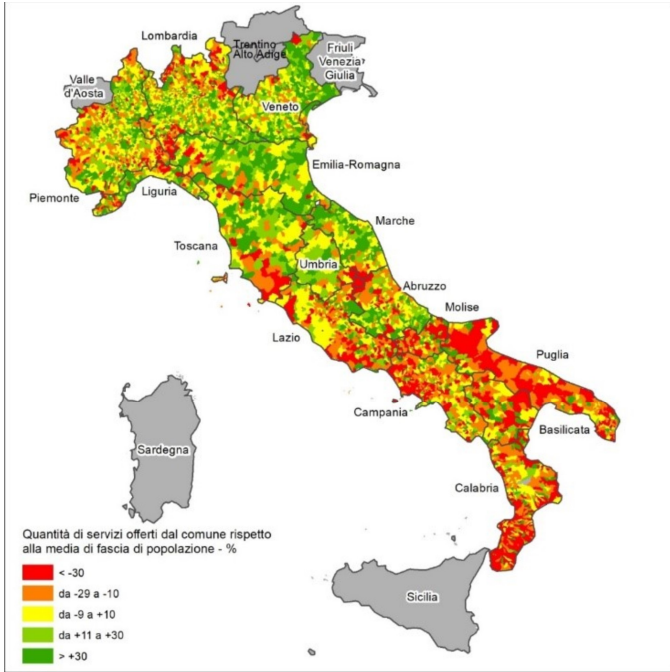 Lombardia
Trentino
Alto Adige
Friuli
Venezia
Giulia
Valle
d'Aosta
Veneto
Emilia-Romagna
Piemonte
Liguria
Marche
Toscana
Umbria
Abruzzo
Molise
Lazio
Puglia
Campania
Basilicata
Sardegna
Calabria
Quantità di servizi offerti dal comune rispetto
alla media di fascia di popolazione - %
< -30
da -29 a -10
da -9 a +10
da +11 a +30
> +30
Sicilia